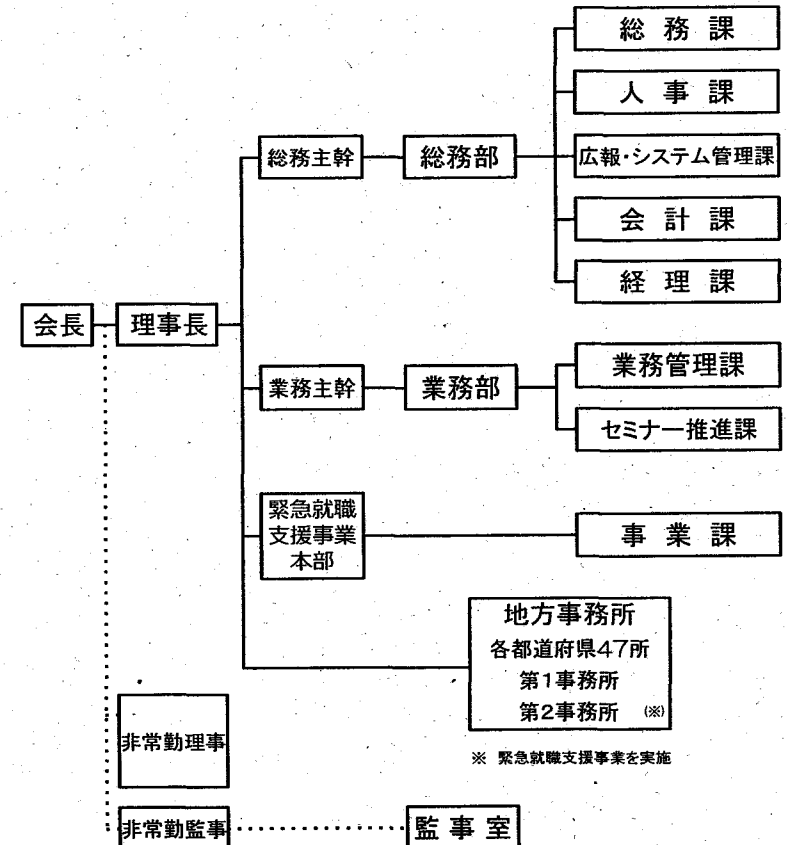 総務課
人事課
総務主幹
総務部
広報・システム管理課
会計課
経理課
会長
理事長
業務管理課
業務主幹
業務部
セミナー推進課
緊急就職
支援事業
本部
事業課
地方事務所
各都道府県47所
第1事務所
第2事務所 (※)
非常勤理事
※ 緊急就職支援事業を実施
非常勤監事
監事室